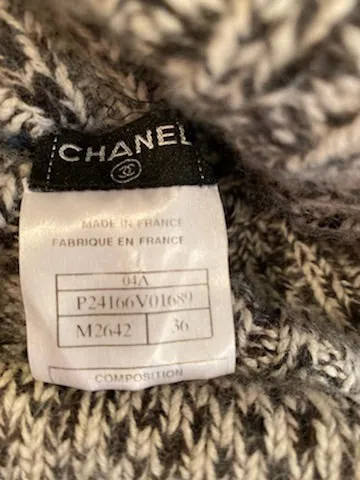 CHANEL
MADE IN FRANCE
FABRIQUE EN FRANCE
04A
P24166V01689
M2642 36
COMPOSITION